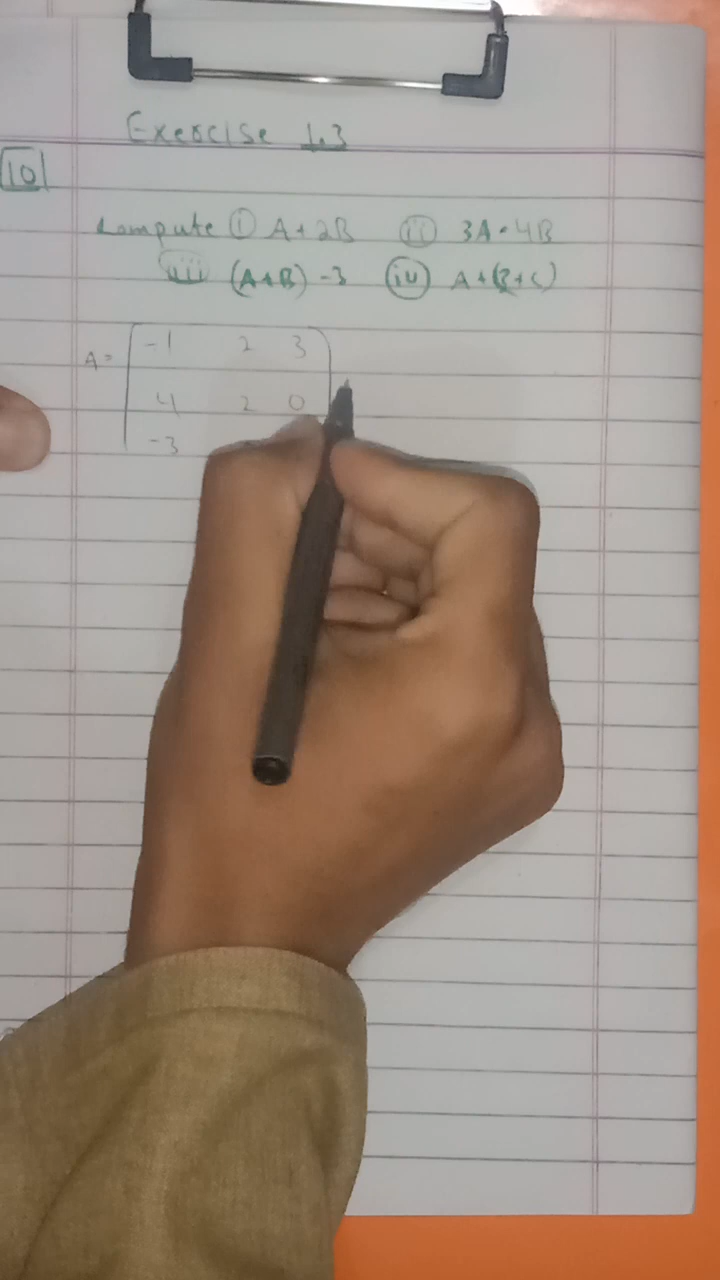 Exercise 1.3
10
Compute (i) A+2B (ii) 3A-4B
(iii) (A+B)-3 (iv) A+(B+C)
A = -1 2 3
4 2 0
-3